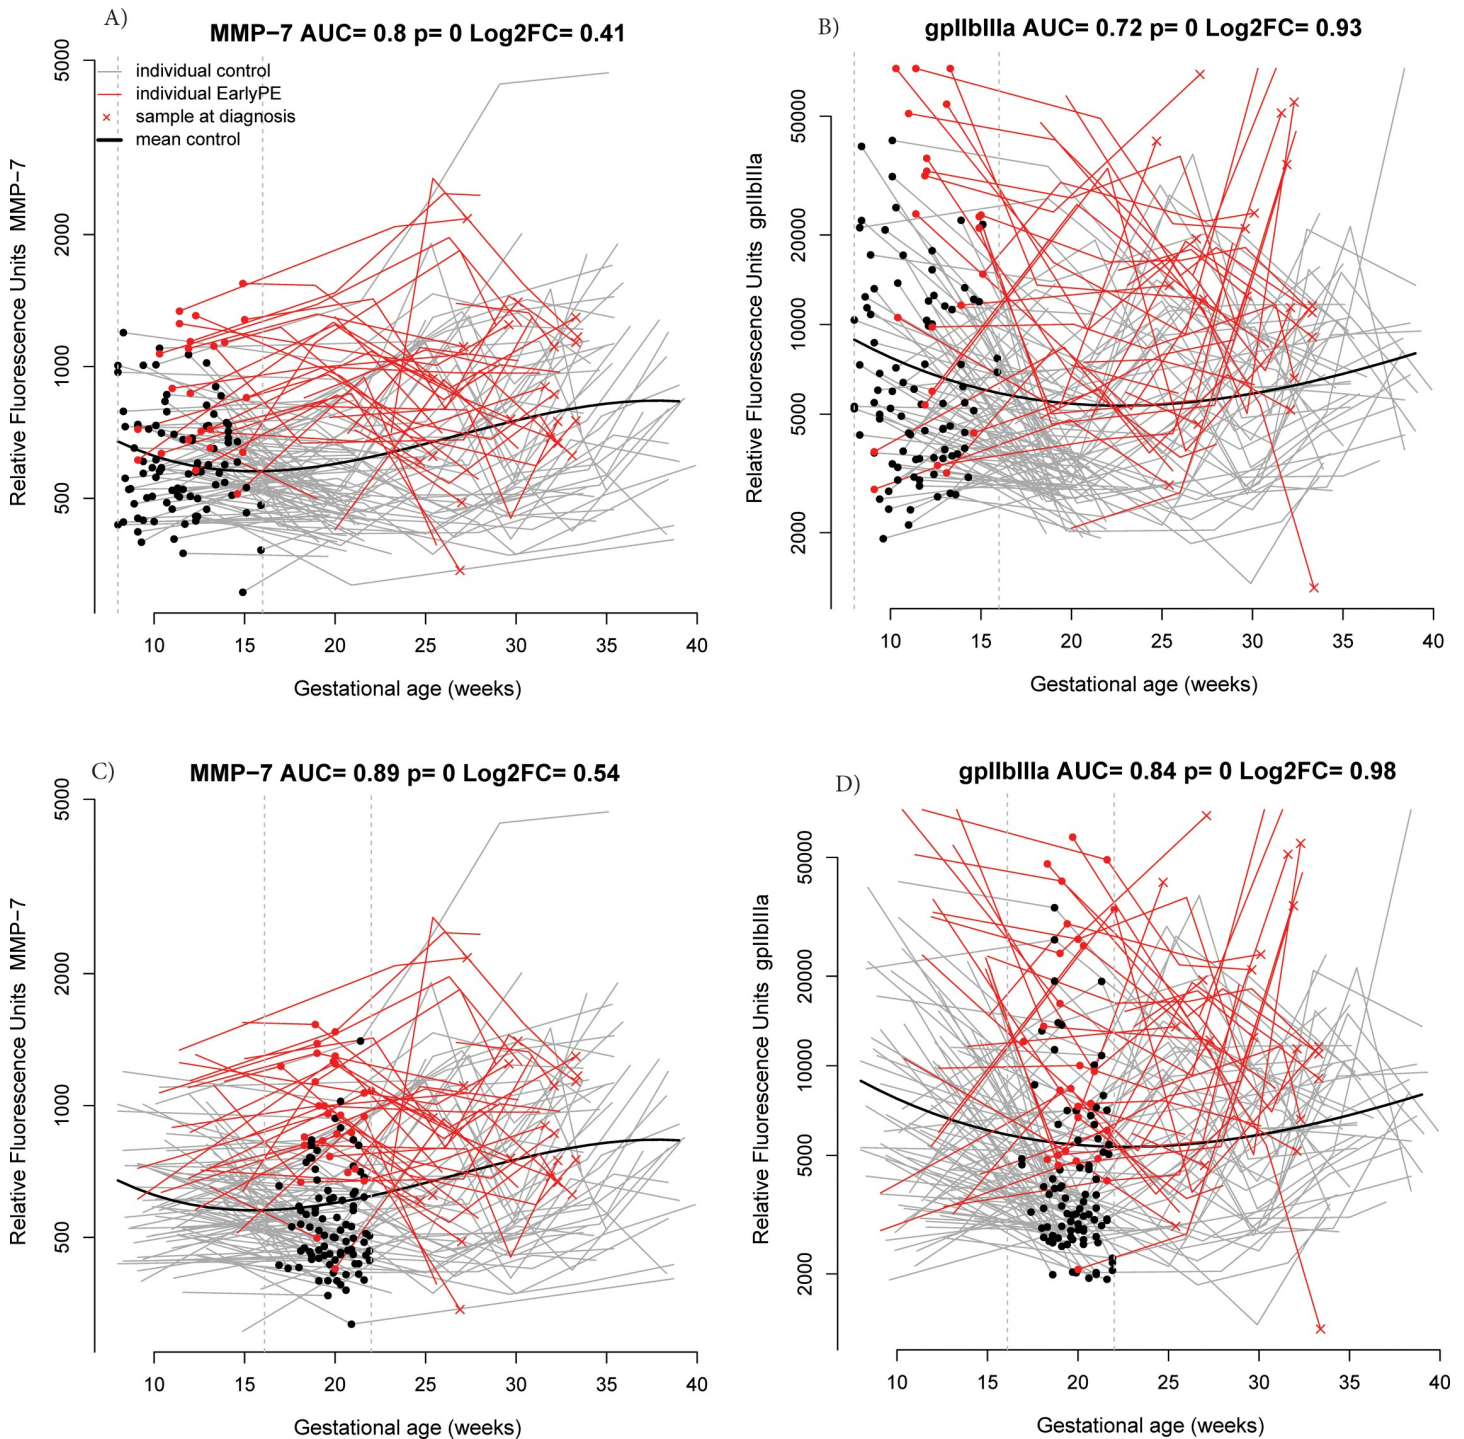 A)
MMP−7 AUC= 0.8 p= 0 Log2FC= 0.41
individual control
individual EarlyPE
sample at diagnosis
mean control
Relative Fluorescence Units MMP−7
5000
2000
1000
500
10 15 20 25 30 35 40
Gestational age (weeks)
B)
gpIIbIIIa AUC= 0.72 p= 0 Log2FC= 0.93
Relative Fluorescence Units gpIIbIIIa
50000
20000
10000
5000
2000
10 15 20 25 30 35 40
Gestational age (weeks)
C)
MMP−7 AUC= 0.89 p= 0 Log2FC= 0.54
Relative Fluorescence Units MMP−7
5000
2000
1000
500
10 15 20 25 30 35 40
Gestational age (weeks)
D)
gpIIbIIIa AUC= 0.84 p= 0 Log2FC= 0.98
Relative Fluorescence Units gpIIbIIIa
50000
20000
10000
5000
2000
10 15 20 25 30 35 40
Gestational age (weeks)